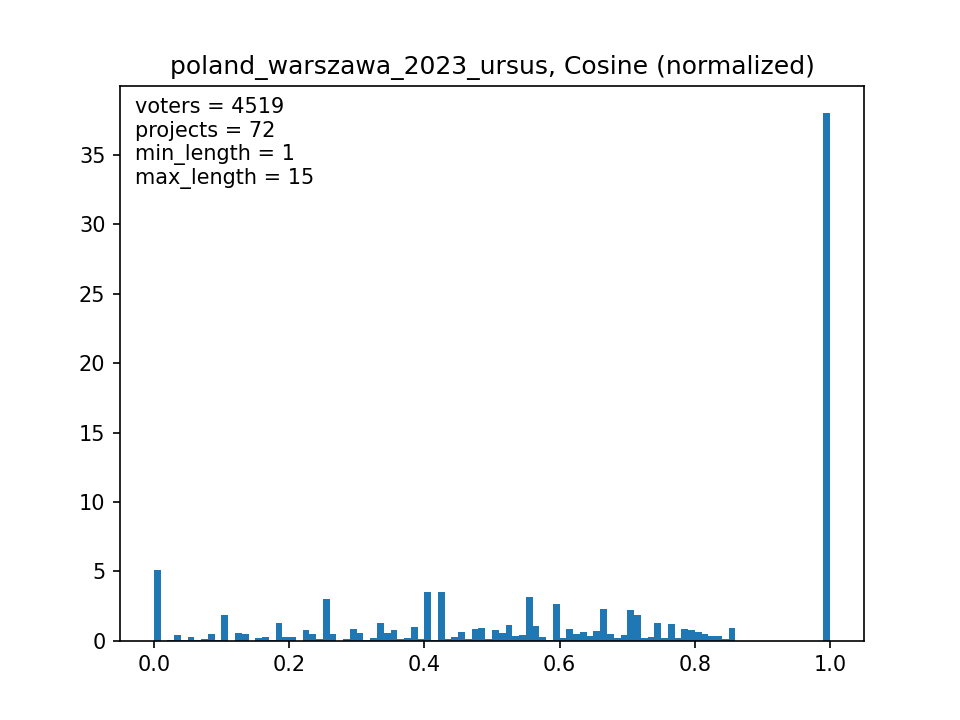 poland_warszawa_2023_ursus, Cosine (normalized)
voters = 4519
projects = 72
min_length = 1
max_length = 15
35
30
25
20
15
10
5
0
0.0 0.2 0.4 0.6 0.8 1.0